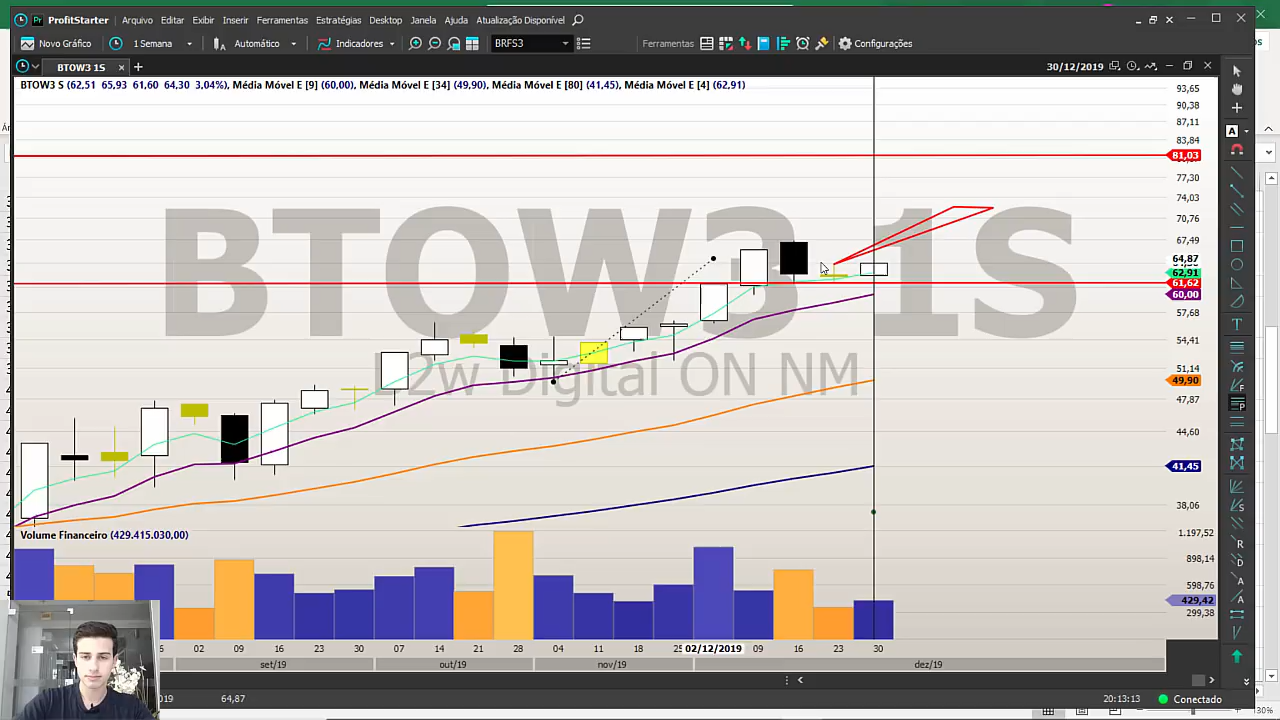 ProfitStarter Arquivo Editar Exibir Inserir Ferramentas Estratégias Desktop Janela Ajuda Atualização Disponível
Novo Gráfico 1 Semana Automático Indicadores BRFS3 Ferramentas Configurações
BTOW3 1S 30/12/2019
BTOW3 S (62,51 65,93 61,60 64,30 3,04%), Média Móvel E [9] (60,00), Média Móvel E [34] (49,90), Média Móvel E [80] (41,45), Média Móvel E [4] (62,91)
93,65
90,38
87,11
83,84
81,03
77,30
74,03
70,76
67,49
64,87
62,91
61,62
60,00
57,68
54,41
51,14
49,90
47,87
44,60
41,45
38,06
BTOW3 1S
B2w Digital ON NM
Volume Financeiro (429.415.030,00)
1.197,52
898,14
598,76
429,42
299,38
02 09 16 23 30 07 14 21 28 04 11 18 25 02/12/2019 09 16 23 30
set/19 out/19 nov/19 dez/19
64,87 20:13:13 Conectado
30%